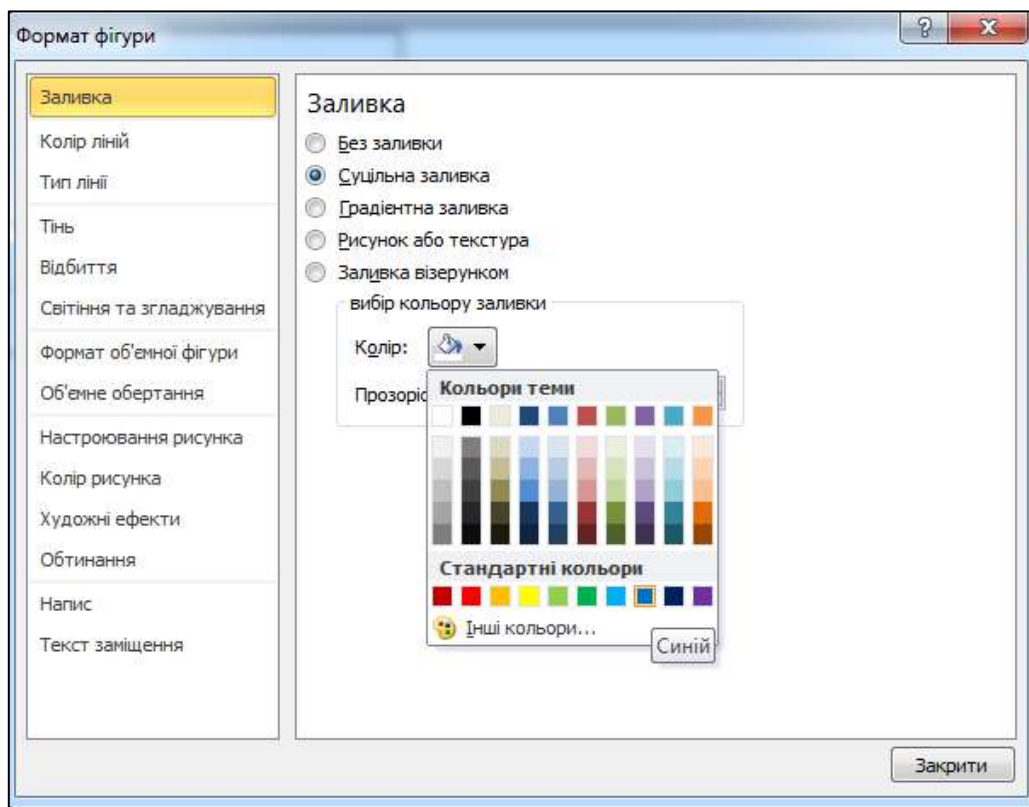 Формат фігури
Заливка
Колір ліній
Тип лінії
Тінь
Відбиття
Світіння та згладжування
Формат об'ємної фігури
Об'ємне обертання
Настроювання рисунка
Колір рисунка
Художні ефекти
Обтинання
Напис
Текст заміщення
Заливка
Без заливки
Суцільна заливка
Градієнтна заливка
Рисунок або текстура
Заливка візерунком
вибір кольору заливки
Колір:
Кольори теми
Стандартні кольори
Інші кольори...
Синій
Закрити